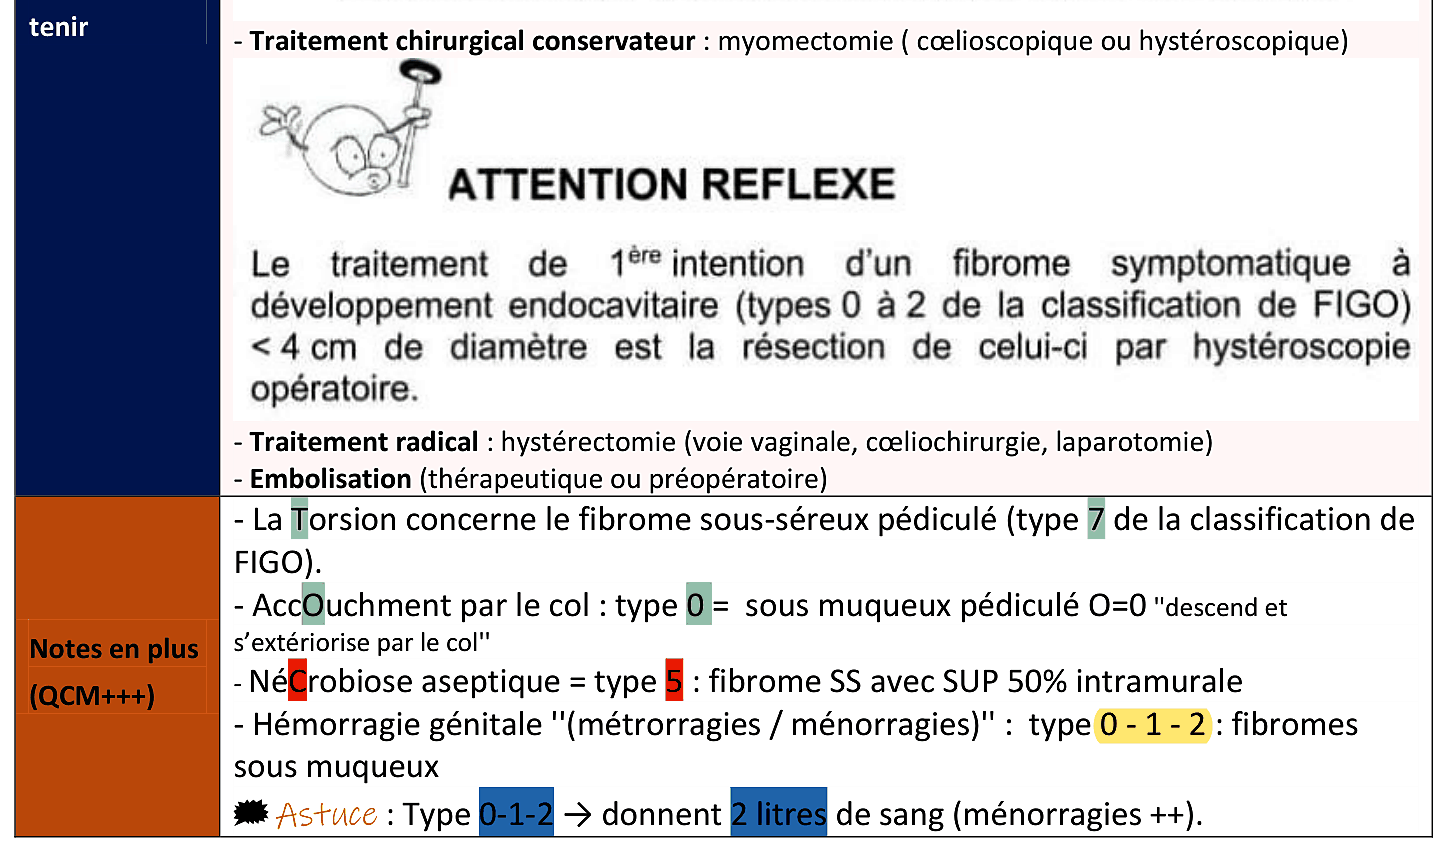 tenir
- Traitement chirurgical conservateur : myomectomie ( cœlioscopique ou hystéroscopique)
ATTENTION REFLEXE
Le traitement de 1ère intention d'un fibrome symptomatique à
développement endocavitaire (types 0 à 2 de la classification de FIGO)
< 4 cm de diamètre est la résection de celui-ci par hystéroscopie
opératoire.
- Traitement radical : hystérectomie (voie vaginale, cœliochirurgie, laparotomie)
- Embolisation (thérapeutique ou préopératoire)
Notes en plus
(QCM+++)
- La Torsion concerne le fibrome sous-séreux pédiculé (type 7 de la classification de
FIGO).
- AccOuchment par le col : type 0 = sous muqueux pédiculé O=0 "descend et
s'extériorise par le col"
- NéCrobiose aseptique = type 5 : fibrome SS avec SUP 50% intramurale
- Hémorragie génitale "(métrorragies / ménorragies)" : type 0 - 1 - 2 : fibromes
sous muqueux
Astuce : Type 0-1-2 → donnent 2 litres de sang (ménorragies ++).